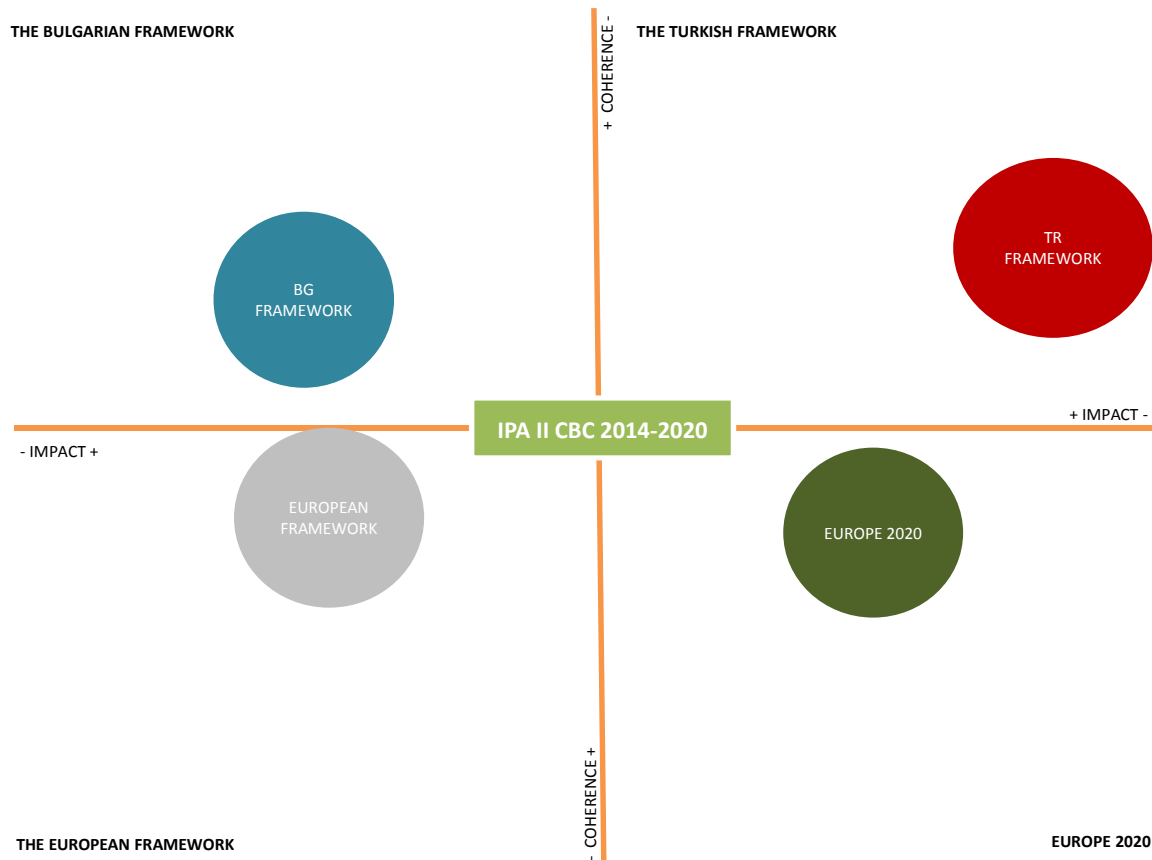 THE BULGARIAN FRAMEWORK
THE TURKISH FRAMEWORK
+ COHERENCE -
TR
FRAMEWORK
BG
FRAMEWORK
+ IMPACT -
IPA II CBC 2014-2020
- IMPACT +
EUROPEAN
FRAMEWORK
EUROPE 2020
- COHERENCE +
THE EUROPEAN FRAMEWORK
EUROPE 2020